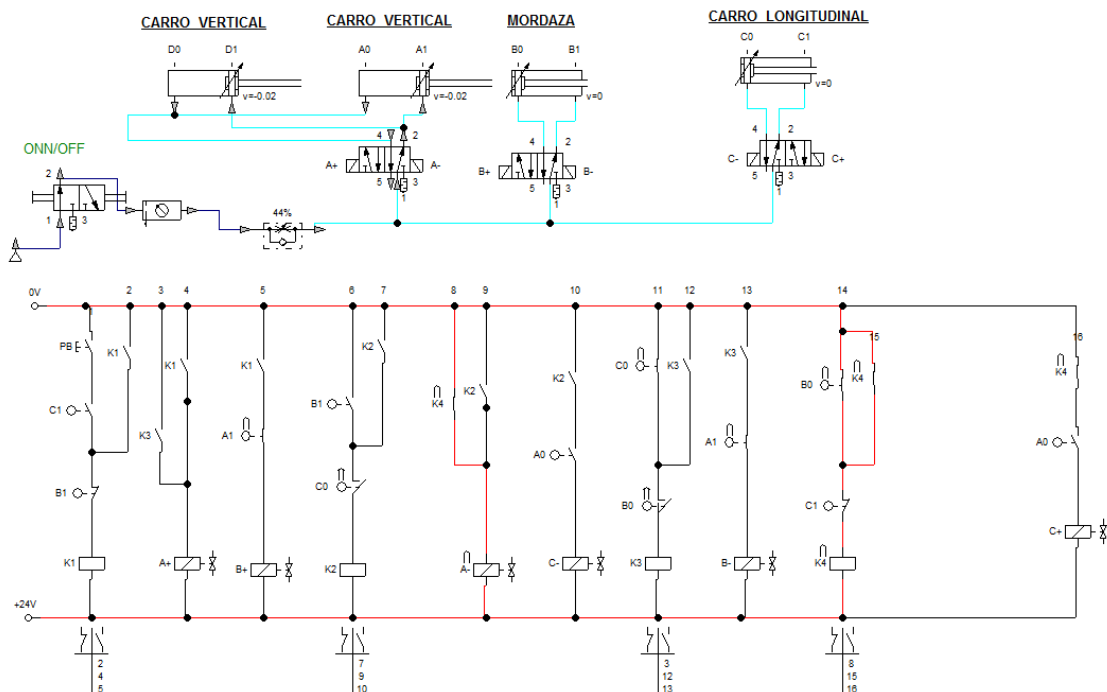 CARRO VERTICAL CARRO VERTICAL MORDAZA CARRO LONGITUDINAL
D0 D1 A0 A1 B0 B1 C0 C1
v=-0.02 v=-0.02 v=0 v=0
ONN/OFF
4 2 4 2 4 2
A+ A- B+ B- C- C+
5 3 5 3 5 3
1 1 1
2
1 3
44%
0V 1 2 3 4 5 6 7 8 9 10 11 12 13 14 15 16
PB K1 K1 K1 K2 K4 K2 K2 C0 K3 K3 B0 K4 K4
C1 K3 A1 B1 A0 A1 A0
B1 C0 B0 C1 C+
K1 A+ B+ K2 A- C- K3 B- K4
+24V
2 7 3 8
4 9 12 15
5 10 13 16